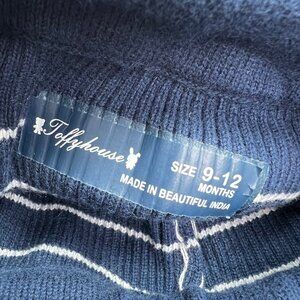 Toffyhouse
SIZE 9-12
MONTHS
MADE IN BEAUTIFUL INDIA